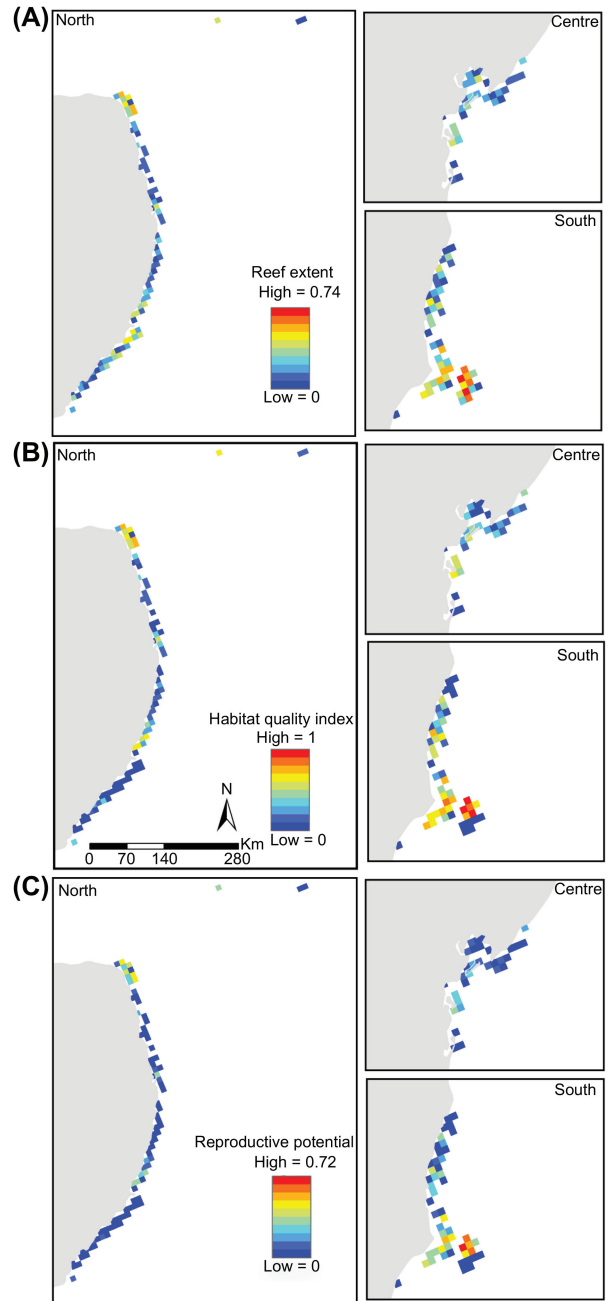 (A)
North
Centre
South
Reef extent
High = 0.74
Low = 0
(B)
North
Centre
South
Habitat quality index
High = 1
Low = 0
N
Km
0 70 140 280
(C)
North
Centre
South
Reproductive potential
High = 0.72
Low = 0